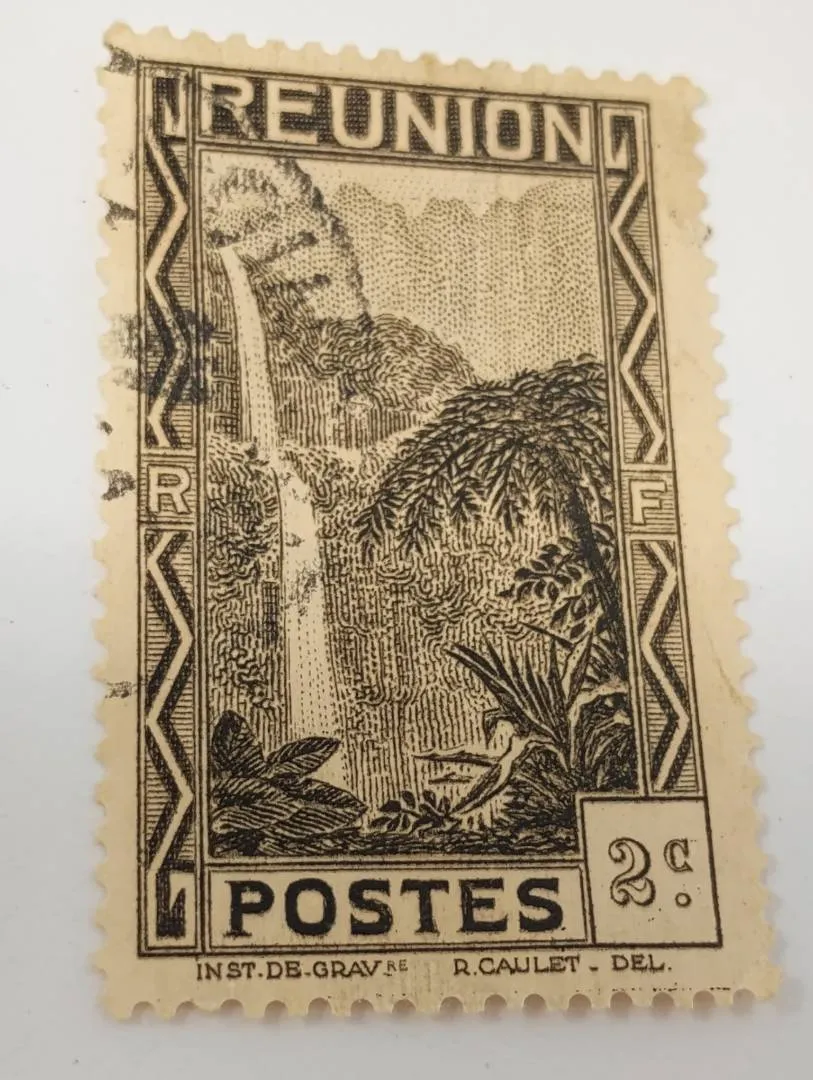 REUNION
R F
POSTES
2c.
INST.DE.GRAVRE R.CAULET - DEL.